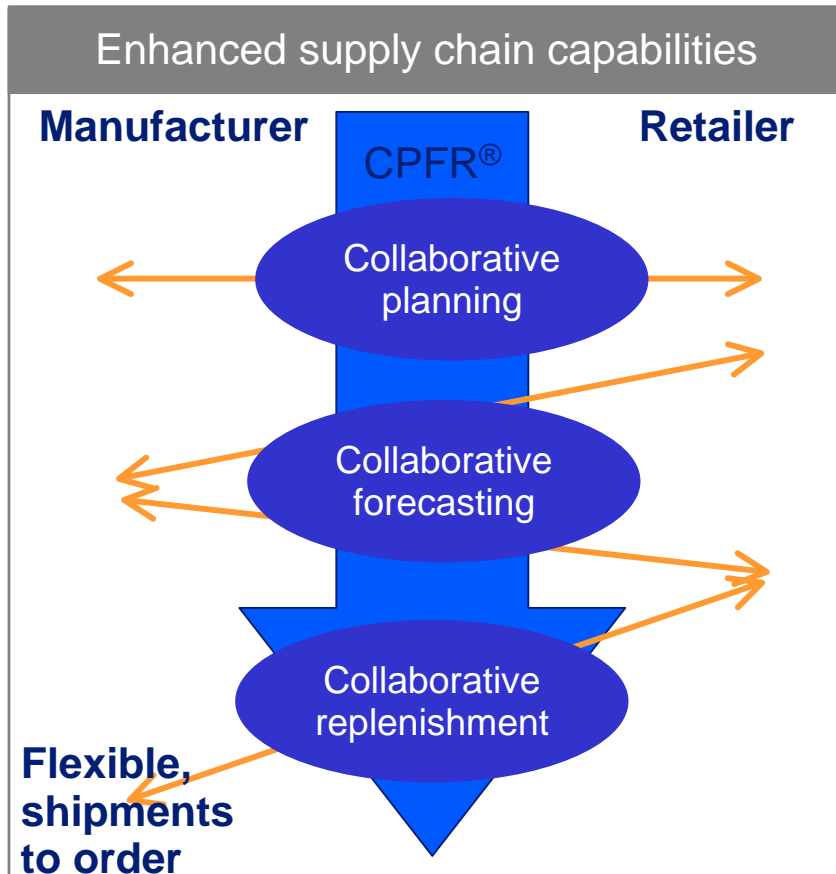 Enhanced supply chain capabilities
Manufacturer
Retailer
CPFR®
Collaborative
planning
Collaborative
forecasting
Collaborative
replenishment
Flexible,
shipments
to order